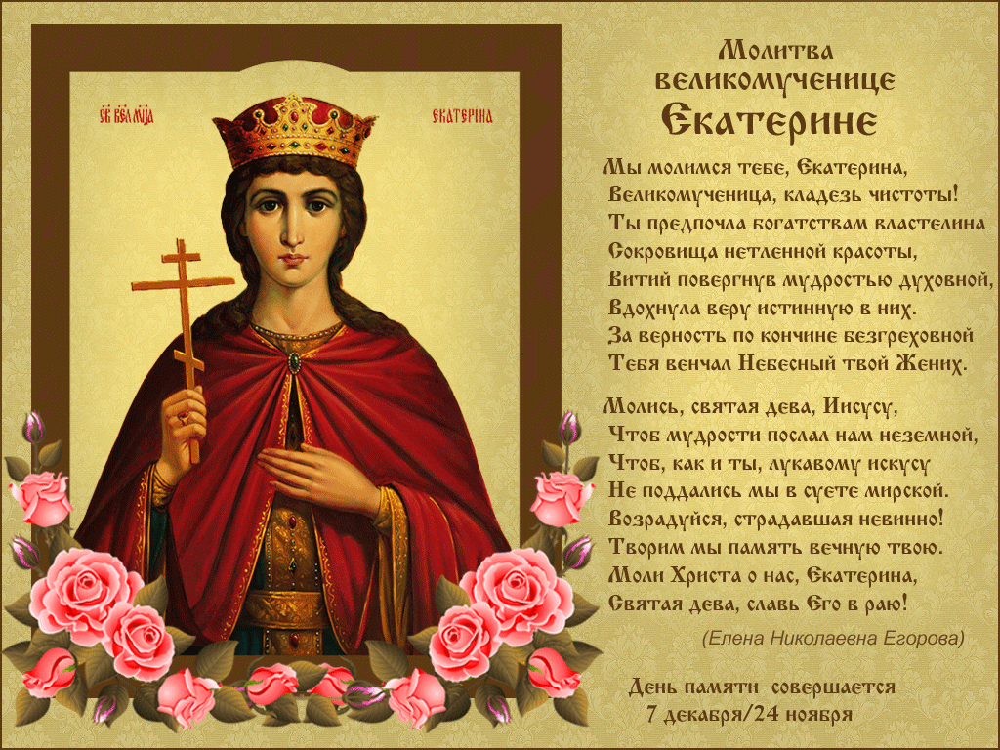 Св Вел мца
Екатеріна
Молитва
великомученице
Екатерине
Мы молимся тебе, Екатерина,
Великомученица, кладезь чистоты!
Ты предпочла богатствам властелина
Сокровища нетленной красоты,
Витий повергнув мудростью духовной,
Вдохнула веру истинную в них.
За верность по кончине безгреховной
Тебя венчал Небесный твой Жених.
Молись, святая дева, Иисусу,
Чтоб мудрости послал нам неземной,
Чтоб, как и ты, лукавому искусу
Не поддались мы в суете мирской.
Возрадуйся, страдавшая невинно!
Творим мы память вечную твою.
Моли Христа о нас, Екатерина,
Святая дева, славь Его в раю!
(Елена Николаевна Егорова)
День памяти совершается
7 декабря/24 ноября